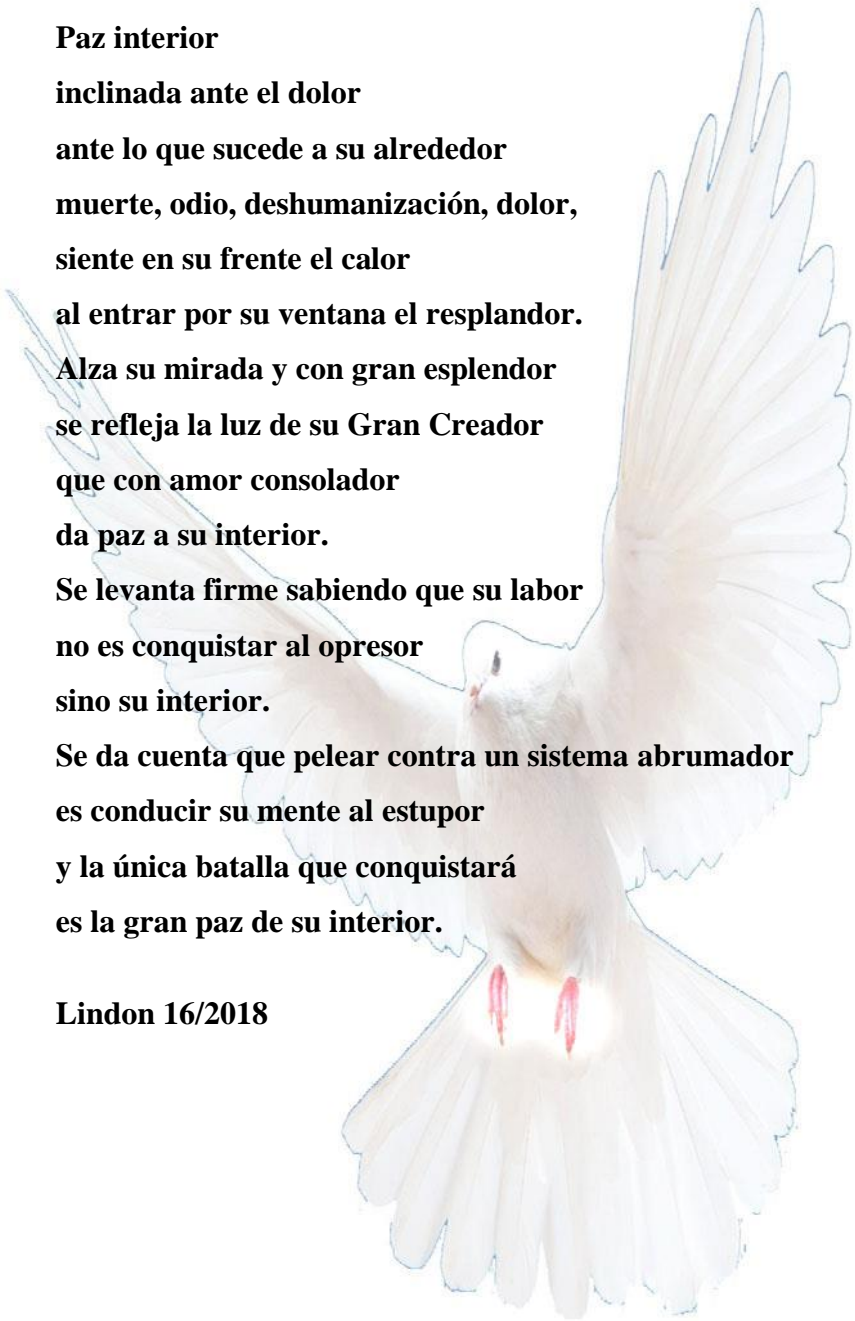 Paz interior
inclinada ante el dolor
ante lo que sucede a su alrededor
muerte, odio, deshumanización, dolor,
siente en su frente el calor
al entrar por su ventana el resplandor.
Alza su mirada y con gran esplendor
se refleja la luz de su Gran Creador
que con amor consolador
da paz a su interior.
Se levanta firme sabiendo que su labor
no es conquistar al opresor
sino su interior.
Se da cuenta que pelear contra un sistema abrumador
es conducir su mente al estupor
y la única batalla que conquistará
es la gran paz de su interior.
Lindon 16/2018